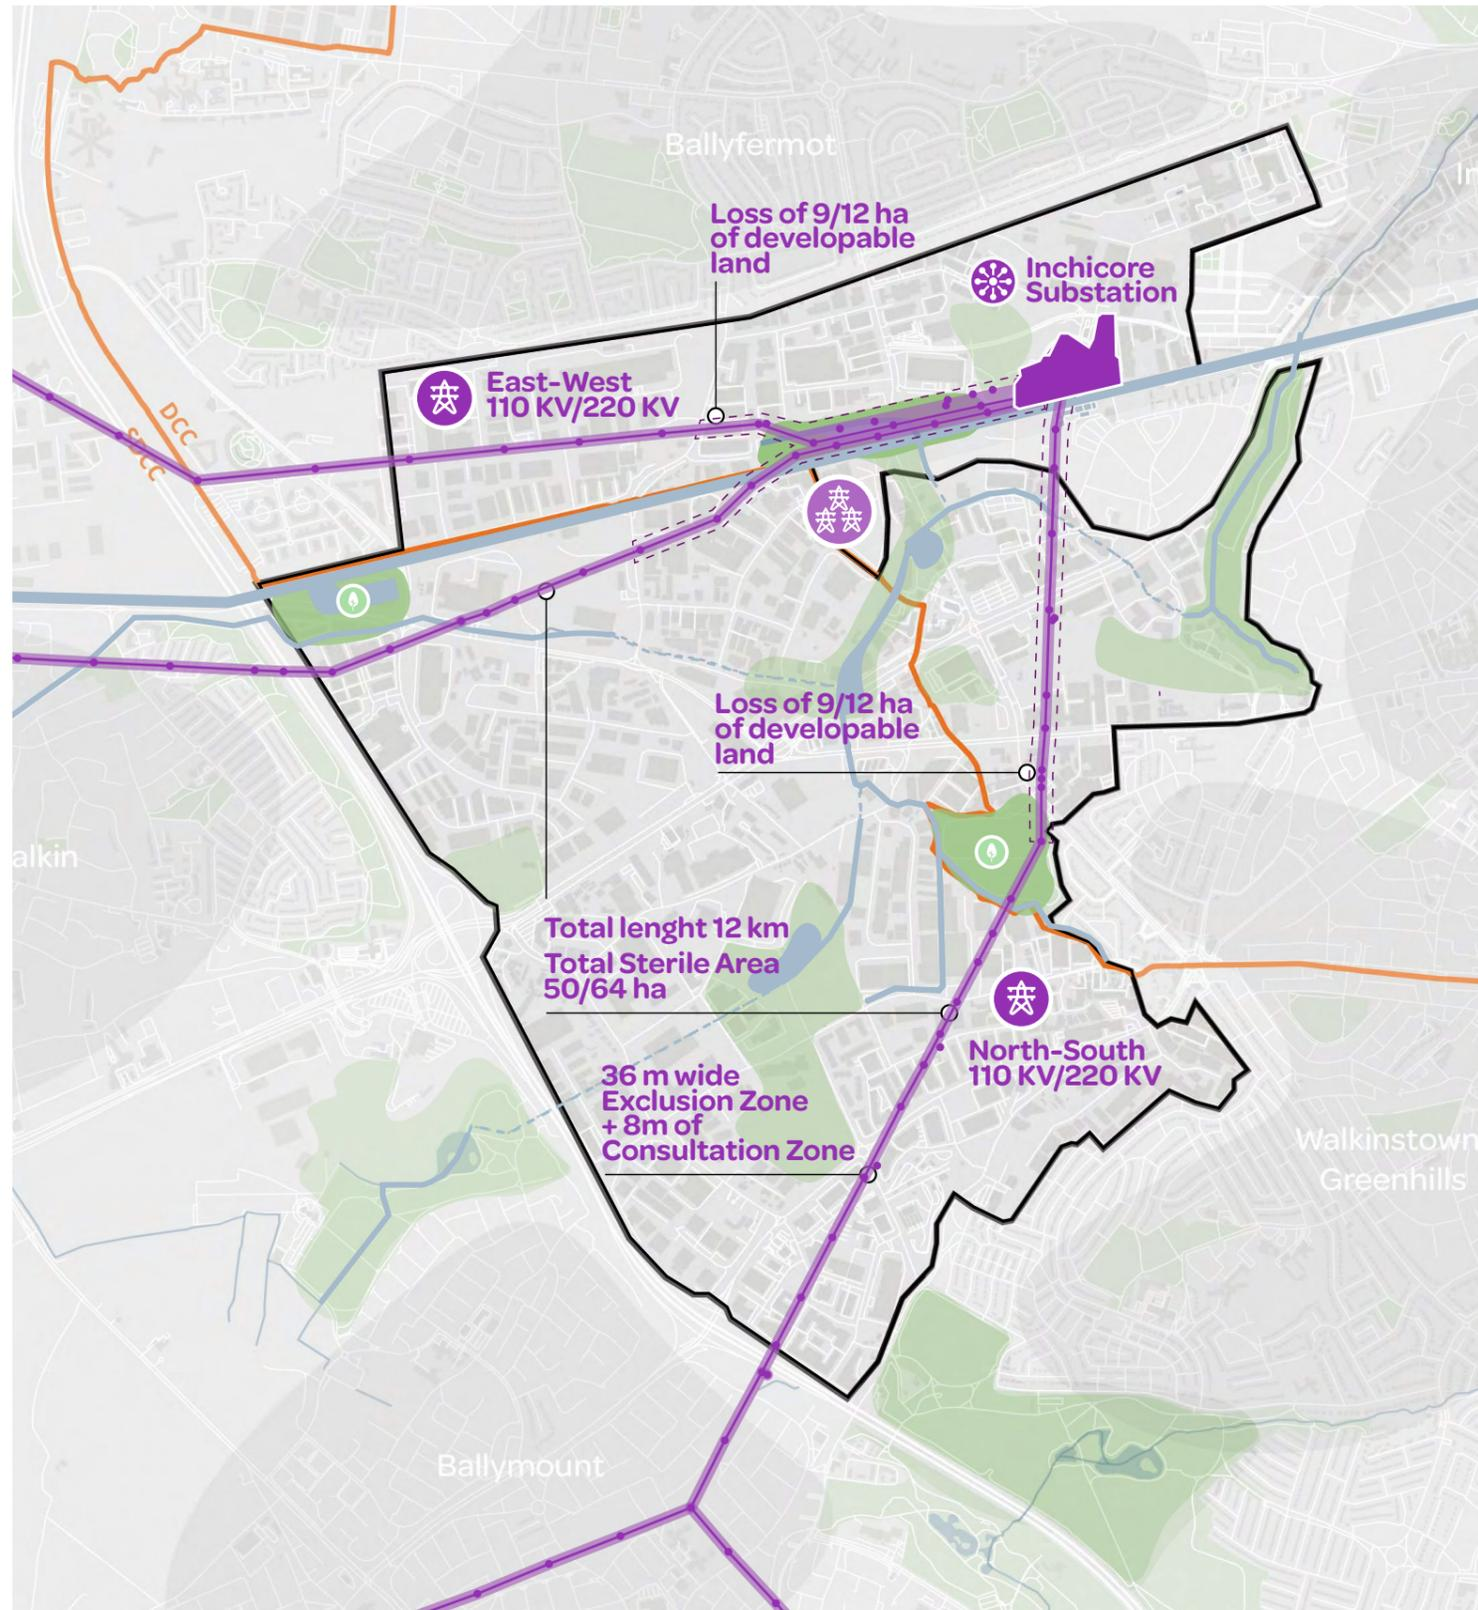 Ballyfermot
In
Loss of 9/12 ha
of developable
land
Inchicore
Substation
East-West
110 KV/220 KV
DCC
SDCC
Loss of 9/12 ha
of developable
land
alkin
Total lenght 12 km
Total Sterile Area
50/64 ha
North-South
110 KV/220 KV
36 m wide
Exclusion Zone
+ 8m of
Consultation Zone
Walkinstown
Greenhills
Ballymount